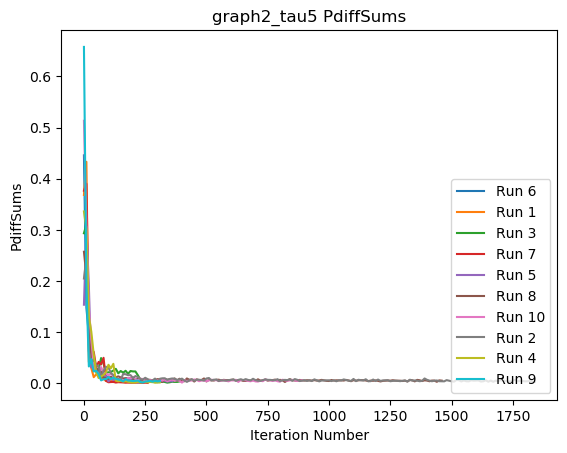 graph2_tau5 PdiffSums
PdiffSums
0.6
0.5
0.4
0.3
0.2
0.1
0.0
Run 6
Run 1
Run 3
Run 7
Run 5
Run 8
Run 10
Run 2
Run 4
Run 9
0
250
500
750
1000
1250
1500
1750
Iteration Number